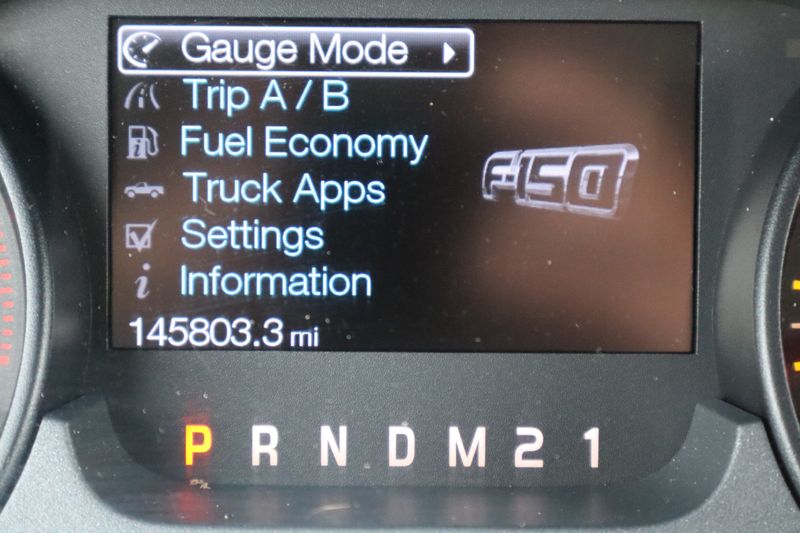 Gauge Mode
Trip A / B
Fuel Economy
F-150
Truck Apps
Settings
Information
145803.3 mi
P R N D M 2 1